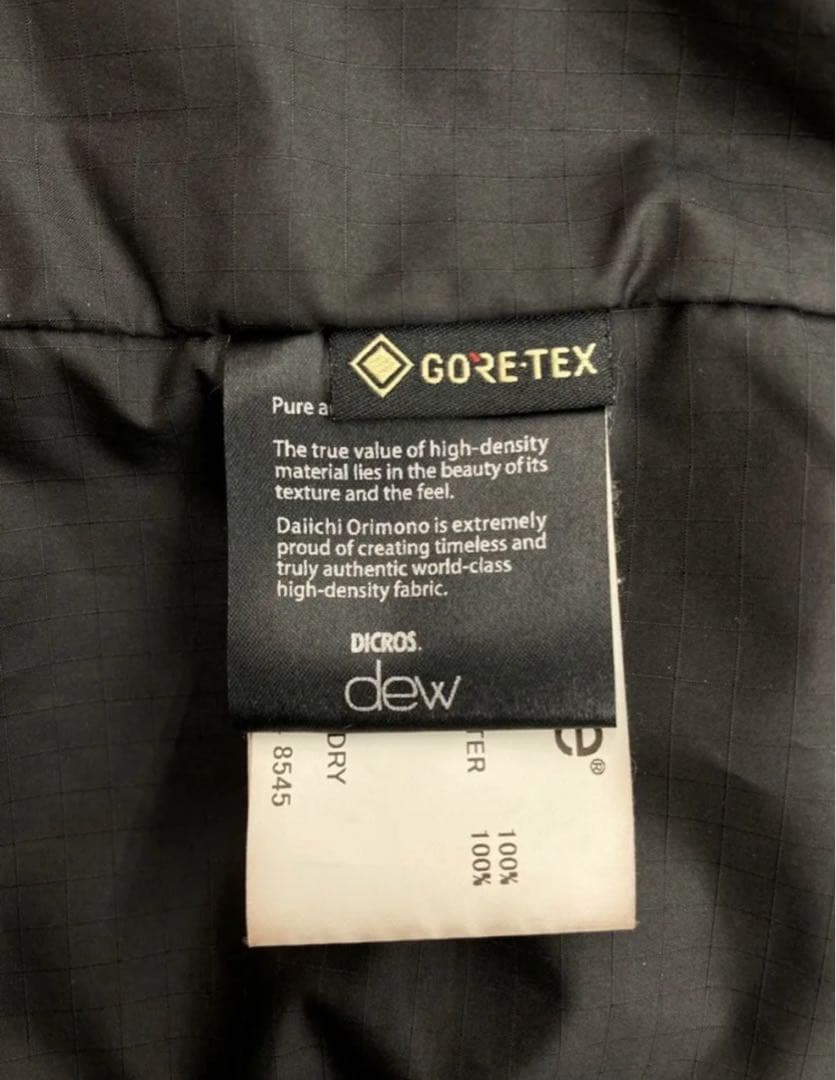 GORE-TEX
Pure a
The true value of high-density
material lies in the beauty of its
texture and the feel.
Daiichi Orimono is extremely
proud of creating timeless and
truly authentic world-class
high-density fabric.
DICROS.
dew
e®
100%
TER 100%
DRY
8545